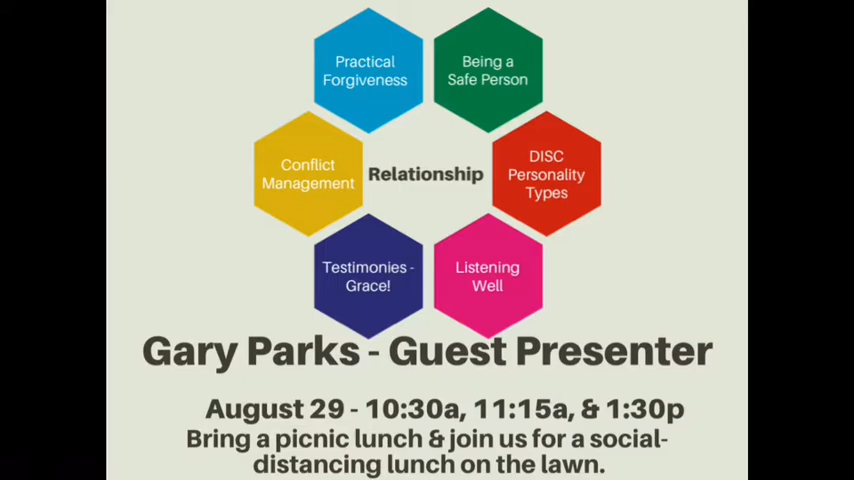 Practical
Forgiveness
Being a
Safe Person
Conflict
Management
Relationship
DISC
Personality
Types
Testimonies -
Grace!
Listening
Well
Gary Parks - Guest Presenter
August 29 - 10:30a, 11:15a, & 1:30p
Bring a picnic lunch & join us for a social-
distancing lunch on the lawn.